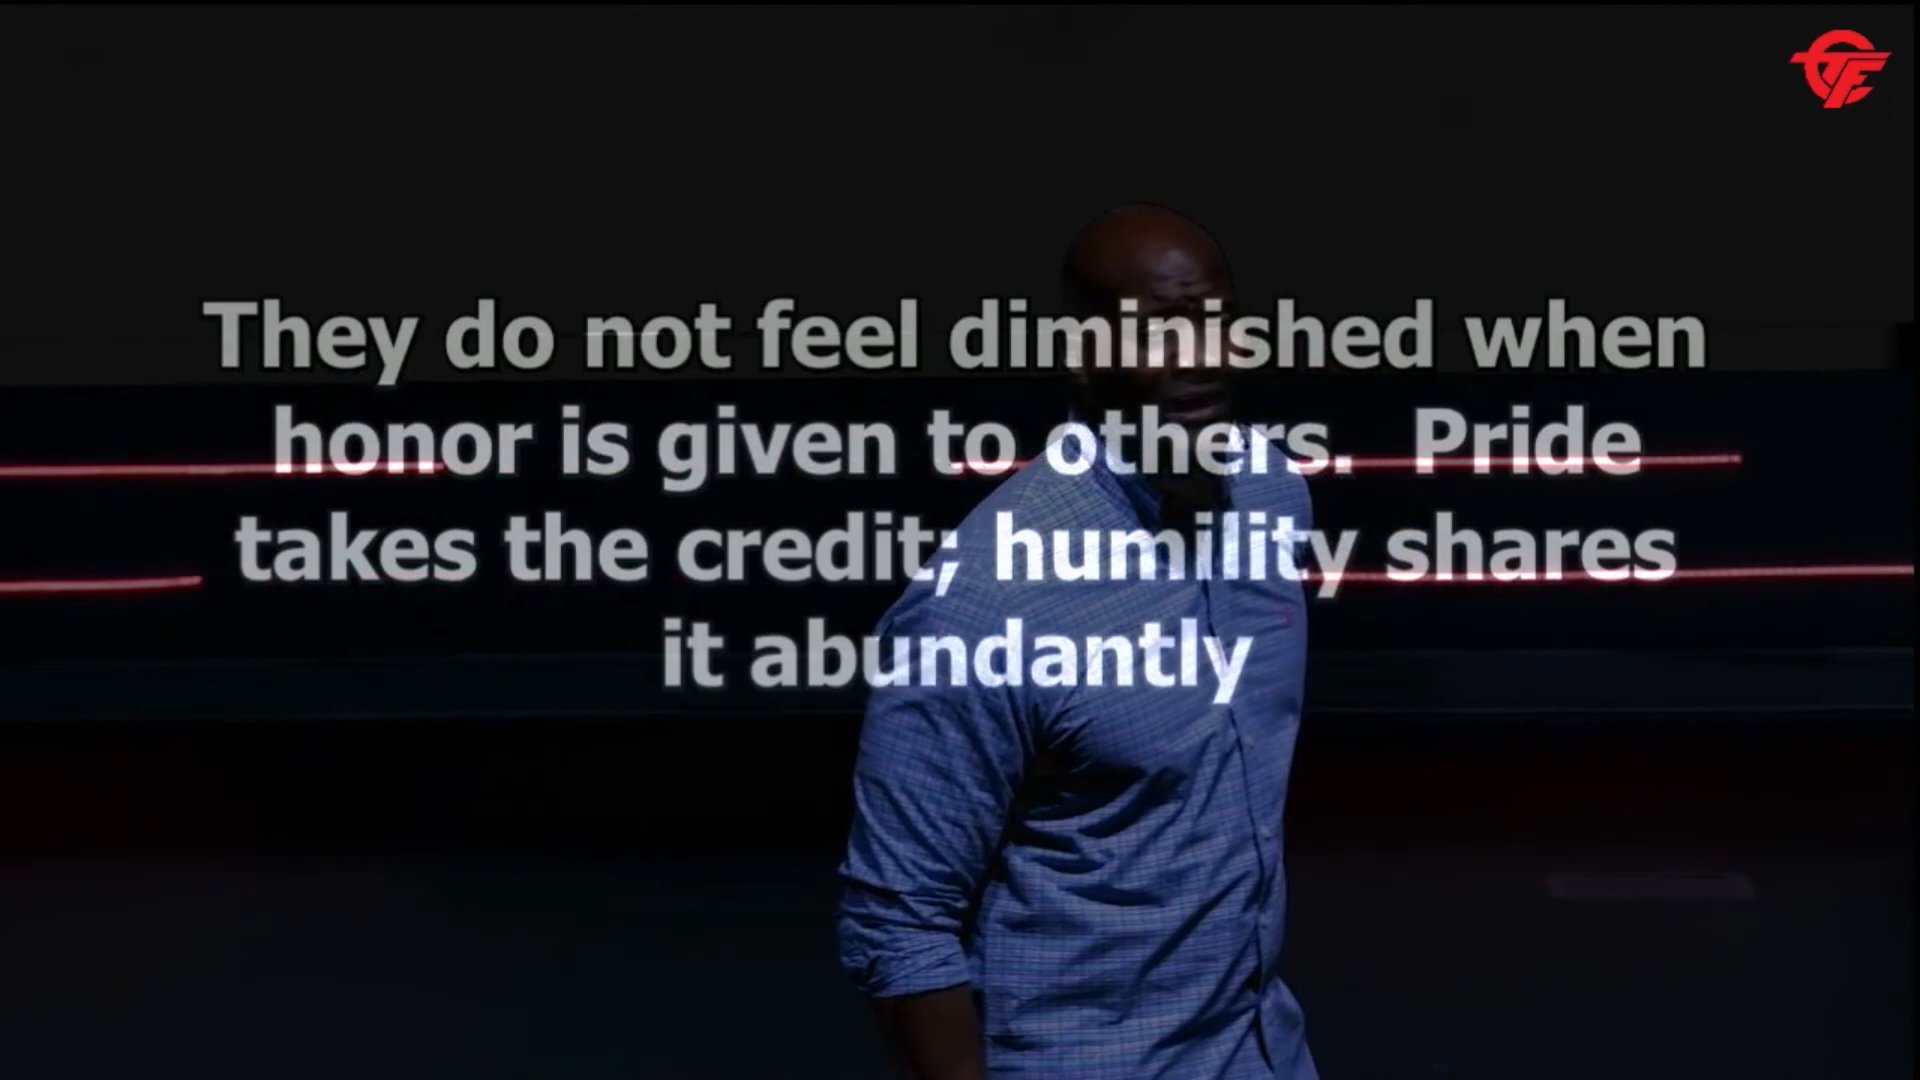 They do not feel diminished when
honor is given to others.  Pride
takes the credit; humility shares
it abundantly